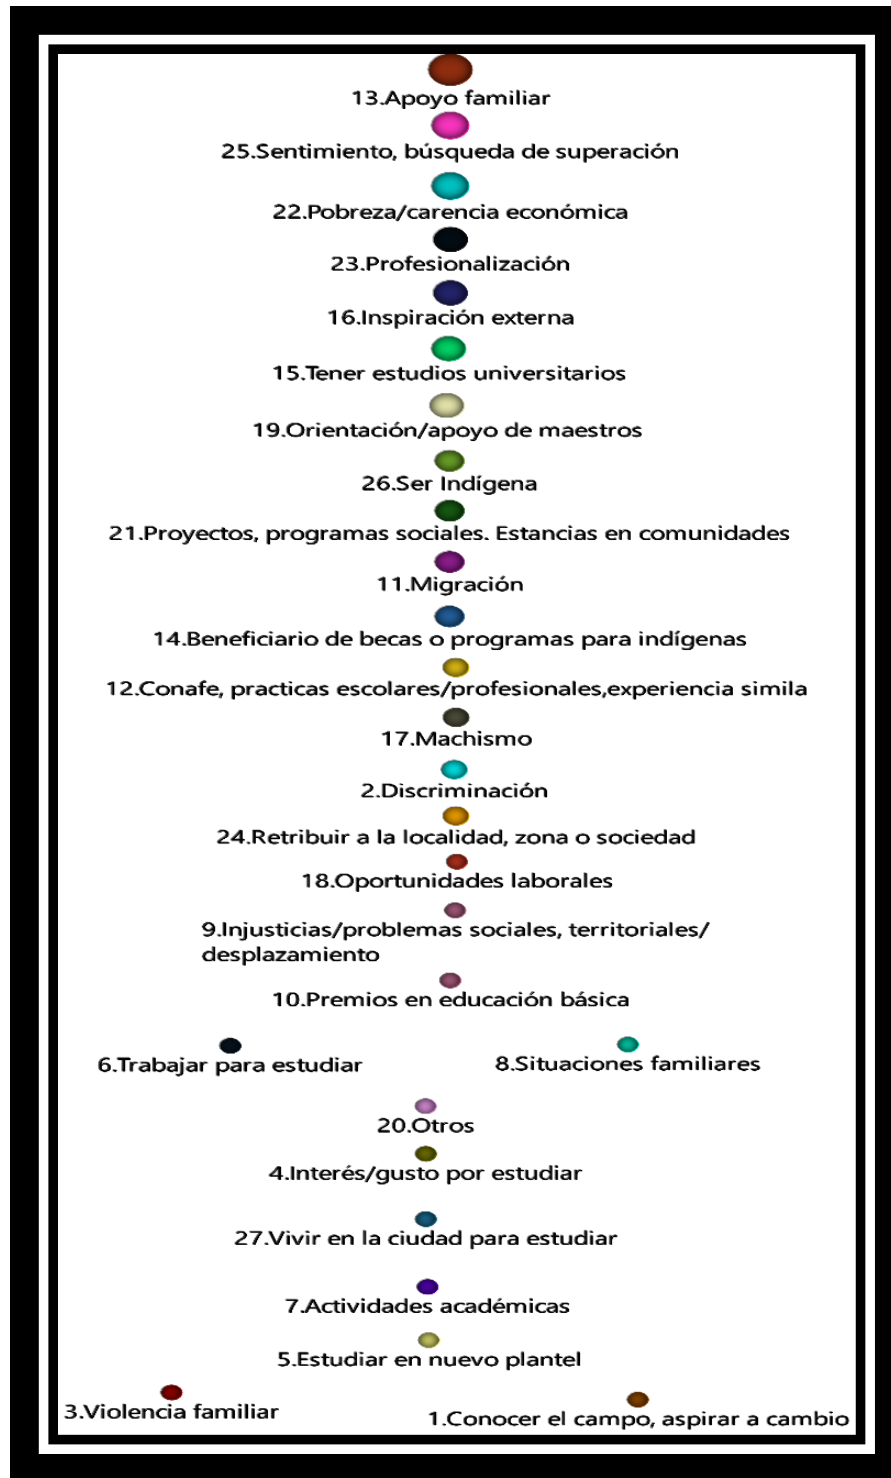 13.Apoyo familiar
25.Sentimiento, búsqueda de superación
22.Pobreza/carencia económica
23.Profesionalización
16.Inspiración externa
15.Tener estudios universitarios
19.Orientación/apoyo de maestros
26.Ser Indígena
21.Proyectos, programas sociales. Estancias en comunidades
11.Migración
14.Beneficiario de becas o programas para indígenas
12.Conafe, practicas escolares/profesionales,experiencia simila
17.Machismo
2.Discriminación
24.Retribuir a la localidad, zona o sociedad
18.Oportunidades laborales
9.Injusticias/problemas sociales, territoriales/
desplazamiento
10.Premios en educación básica
6.Trabajar para estudiar
8.Situaciones familiares
20.Otros
4.Interés/gusto por estudiar
27.Vivir en la ciudad para estudiar
7.Actividades académicas
5.Estudiar en nuevo plantel
3.Violencia familiar
1.Conocer el campo, aspirar a cambio